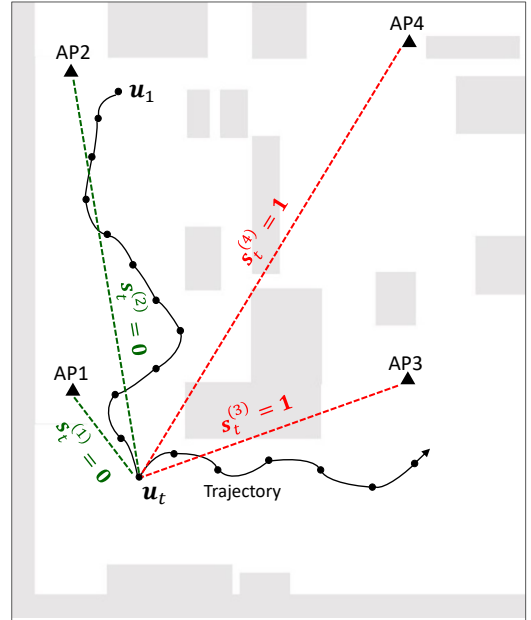 AP4
AP2
u₁
s_t^(4) = 1
s_t^(2) = 0
AP1
AP3
s_t^(3) = 1
s_t^(1) = 0
u_t
Trajectory